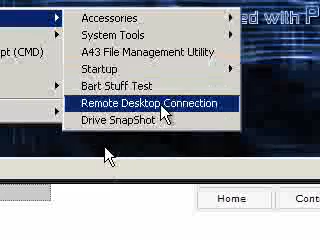 Accessories
ed with P
System Tools
pt (CMD)
A43 File Management Utility
Startup
Bart Stuff Test
Remote Desktop Connection
Drive SnapShot
Home
Cont